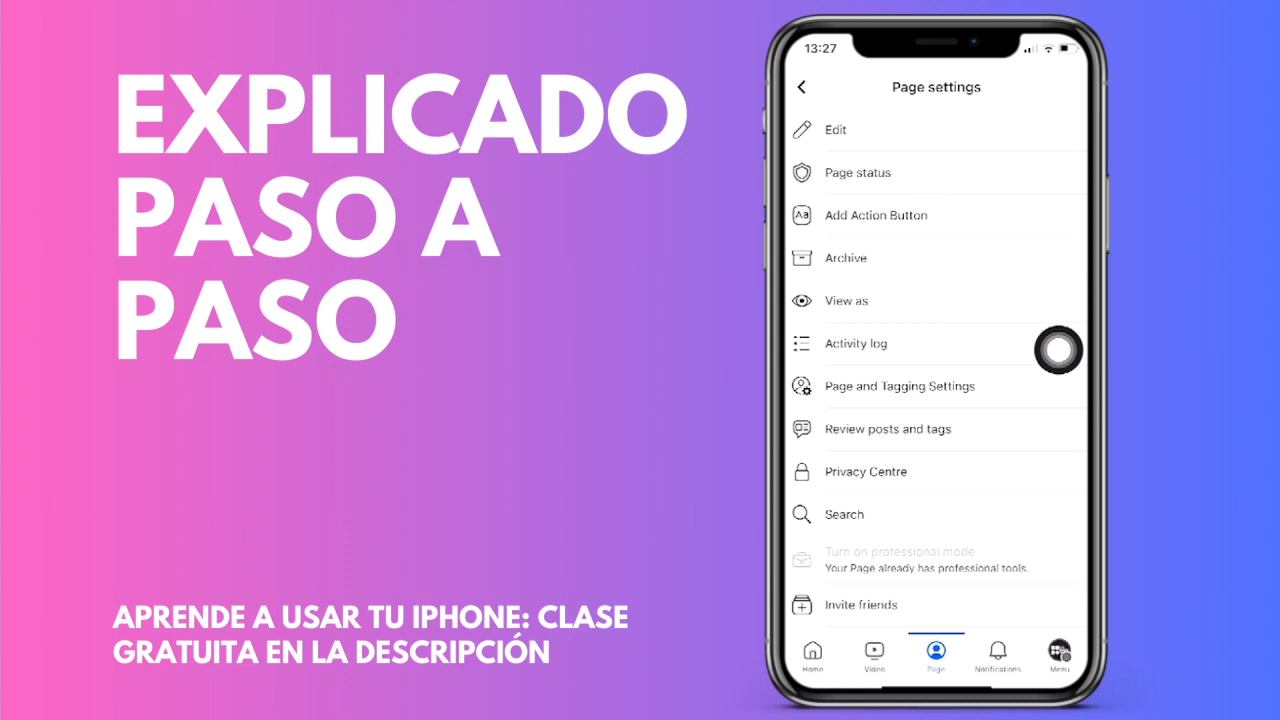 EXPLICADO
PASO A
PASO
APRENDE A USAR TU IPHONE: CLASE
GRATUITA EN LA DESCRIPCIÓN
13:27
Page settings
Edit
Page status
Aa
Add Action Button
Archive
View as
Activity log
Page and Tagging Settings
Review posts and tags
Privacy Centre
Search
Turn on professional mode
Your Page already has professional tools.
Invite friends
Home
Video
Page
Notifications
Menu